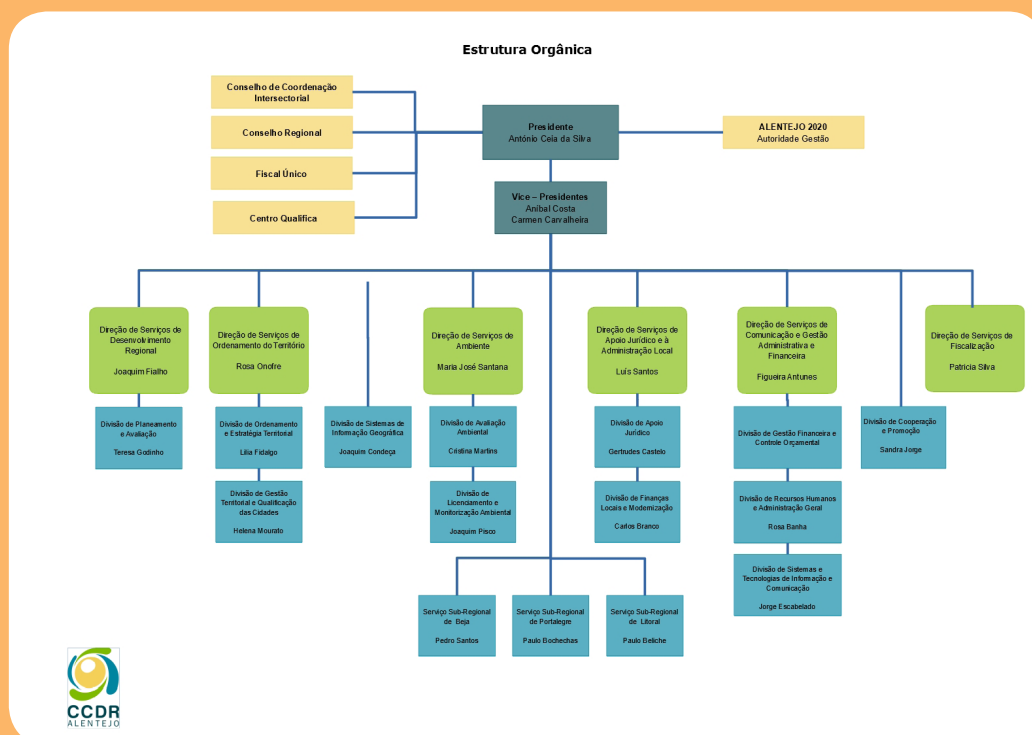 Estrutura Orgânica
Conselho de Coordenação
Intersectorial
Conselho Regional
Fiscal Único
Centro Qualifica
Presidente
António Ceia da Silva
ALENTEJO 2020
Autoridade Gestão
Vice – Presidentes
Aníbal Costa
Carmen Carvalheira
Direção de Serviços de
Desenvolvimento
Regional
Joaquim Fialho
Direção de Serviços de
Ordenamento do Território
Rosa Onofre
Direção de Serviços de
Ambiente
Maria José Santana
Direção de Serviços de
Apoio Jurídico e à
Administração Local
Luís Santos
Direção de Serviços de
Comunicação e Gestão
Administrativa e
Financeira
Figueira Antunes
Direção de Serviços de
Fiscalização
Patricia Silva
Divisão de Planeamento
e Avaliação
Teresa Godinho
Divisão de Ordenamento
e Estratégia Territorial
Lília Fidalgo
Divisão de Sistemas de
Informação Geográfica
Joaquim Condeça
Divisão de Avaliação
Ambiental
Cristina Martins
Divisão de Apoio
Jurídico
Gertrudes Castelo
Divisão de Gestão Financeira e
Controle Orçamental
Divisão de Cooperação
e Promoção
Sandra Jorge
Divisão de Gestão
Territorial e Qualificação
das Cidades
Helena Mourato
Divisão de
Licenciamento e
Monitorização Ambiental
Joaquim Pisco
Divisão de Finanças
Locais e Modernização
Carlos Branco
Divisão de Recursos Humanos
e Administração Geral
Rosa Banha
Divisão de Sistemas e
Tecnologias de Informação e
Comunicação
Jorge Escabelado
Serviço Sub-Regional
de Beja
Pedro Santos
Serviço Sub-Regional
de Portalegre
Paulo Bochechas
Serviço Sub-Regional
de Litoral
Paulo Beliche
CCDR
ALENTEJO